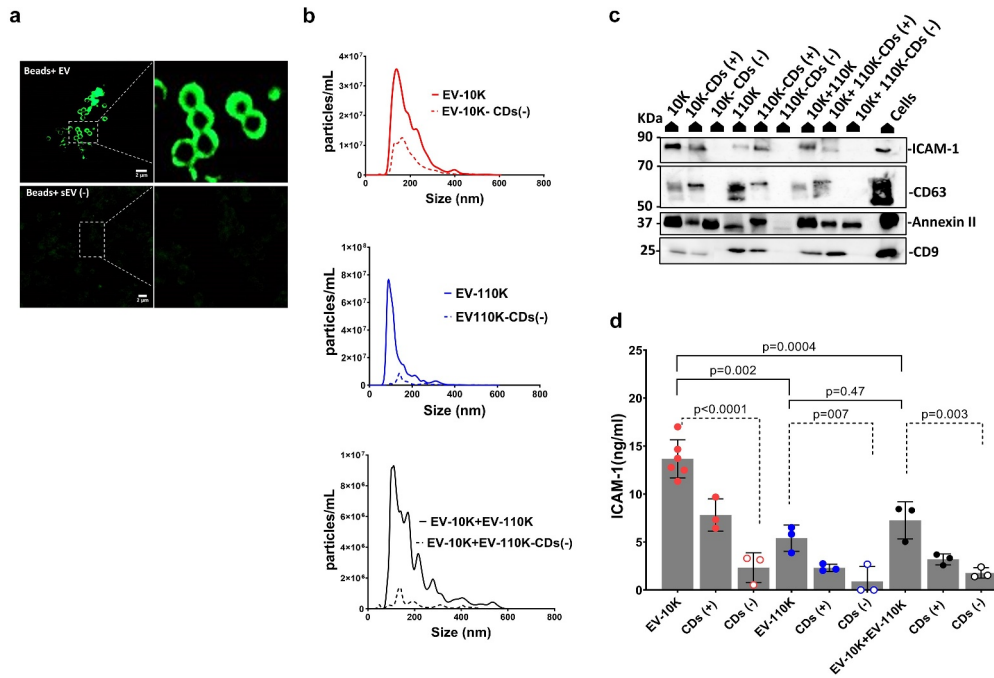 a
Beads+ EV
2 µm
Beads+ sEV (-)
2 µm
b
4×10⁷
3×10⁷
2×10⁷
1×10⁷
0
particles/mL
EV-10K
EV-10K- CDs(-)
0 200 400 600 800
Size (nm)
1×10⁸
8×10⁷
6×10⁷
4×10⁷
2×10⁷
0
particles/mL
EV-110K
EV110K-CDs(-)
0 200 400 600 800
Size (nm)
1×10⁷
8×10⁶
6×10⁶
4×10⁶
2×10⁶
0
particles/mL
EV-10K+EV-110K
EV-10K+EV-110K-CDs(-)
0 200 400 600 800
Size (nm)
c
10K
10K-CDs (+)
10K- CDs (-)
110K
110K-CDs (+)
110K-CDs (-)
10K+110K
10K+ 110K-CDs (+)
10K+ 110K-CDs (-)
Cells
KDa
90
70
50
37
25-
-ICAM-1
-CD63
-Annexin II
-CD9
d
25
20
15
10
5
0
ICAM-1(ng/ml)
p=0.0004
p=0.002
p=0.47
p<0.0001
p=007
p=0.003
EV-10K
CDs (+)
CDs (-)
EV-110K
CDs (+)
CDs (-)
EV-10K+EV-110K
CDs (+)
CDs (-)